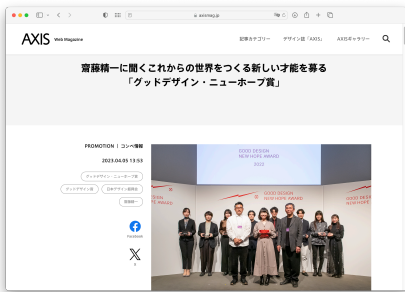 axismag.jp
AXIS Web Magazine
記事カテゴリー デザイン誌「AXIS」 AXISギャラリー
齋藤精一に聞くこれからの世界をつくる新しい才能を募る
「グッドデザイン・ニューホープ賞」
PROMOTION | コンペ情報
2023.04.05 13:53
グッドデザイン・ニューホープ賞
グッドデザイン賞 日本デザイン振興会
齋藤精一
Facebook
X
GOOD DESIGN
NEW HOPE AWARD
2022
GOOD DESIGN
NEW HOPE AWARD